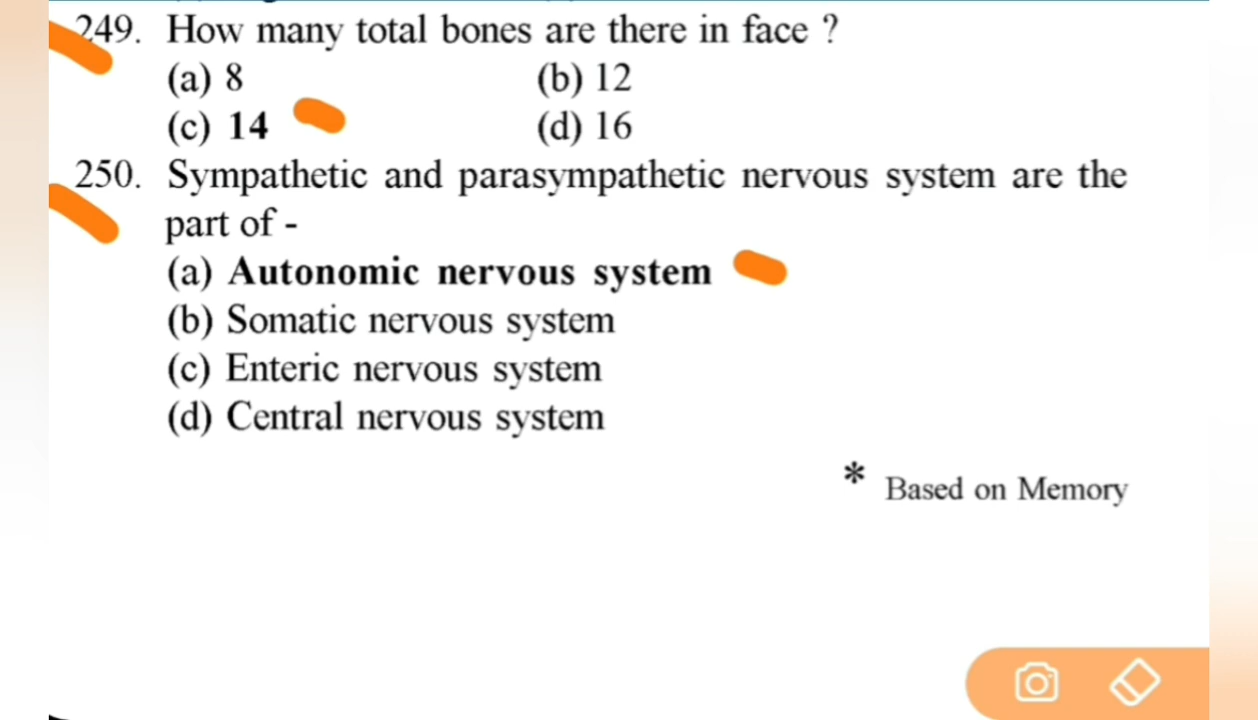 249. How many total bones are there in face ?
(a) 8 (b) 12
(c) 14 (d) 16
250. Sympathetic and parasympathetic nervous system are the
part of -
(a) Autonomic nervous system
(b) Somatic nervous system
(c) Enteric nervous system
(d) Central nervous system
* Based on Memory